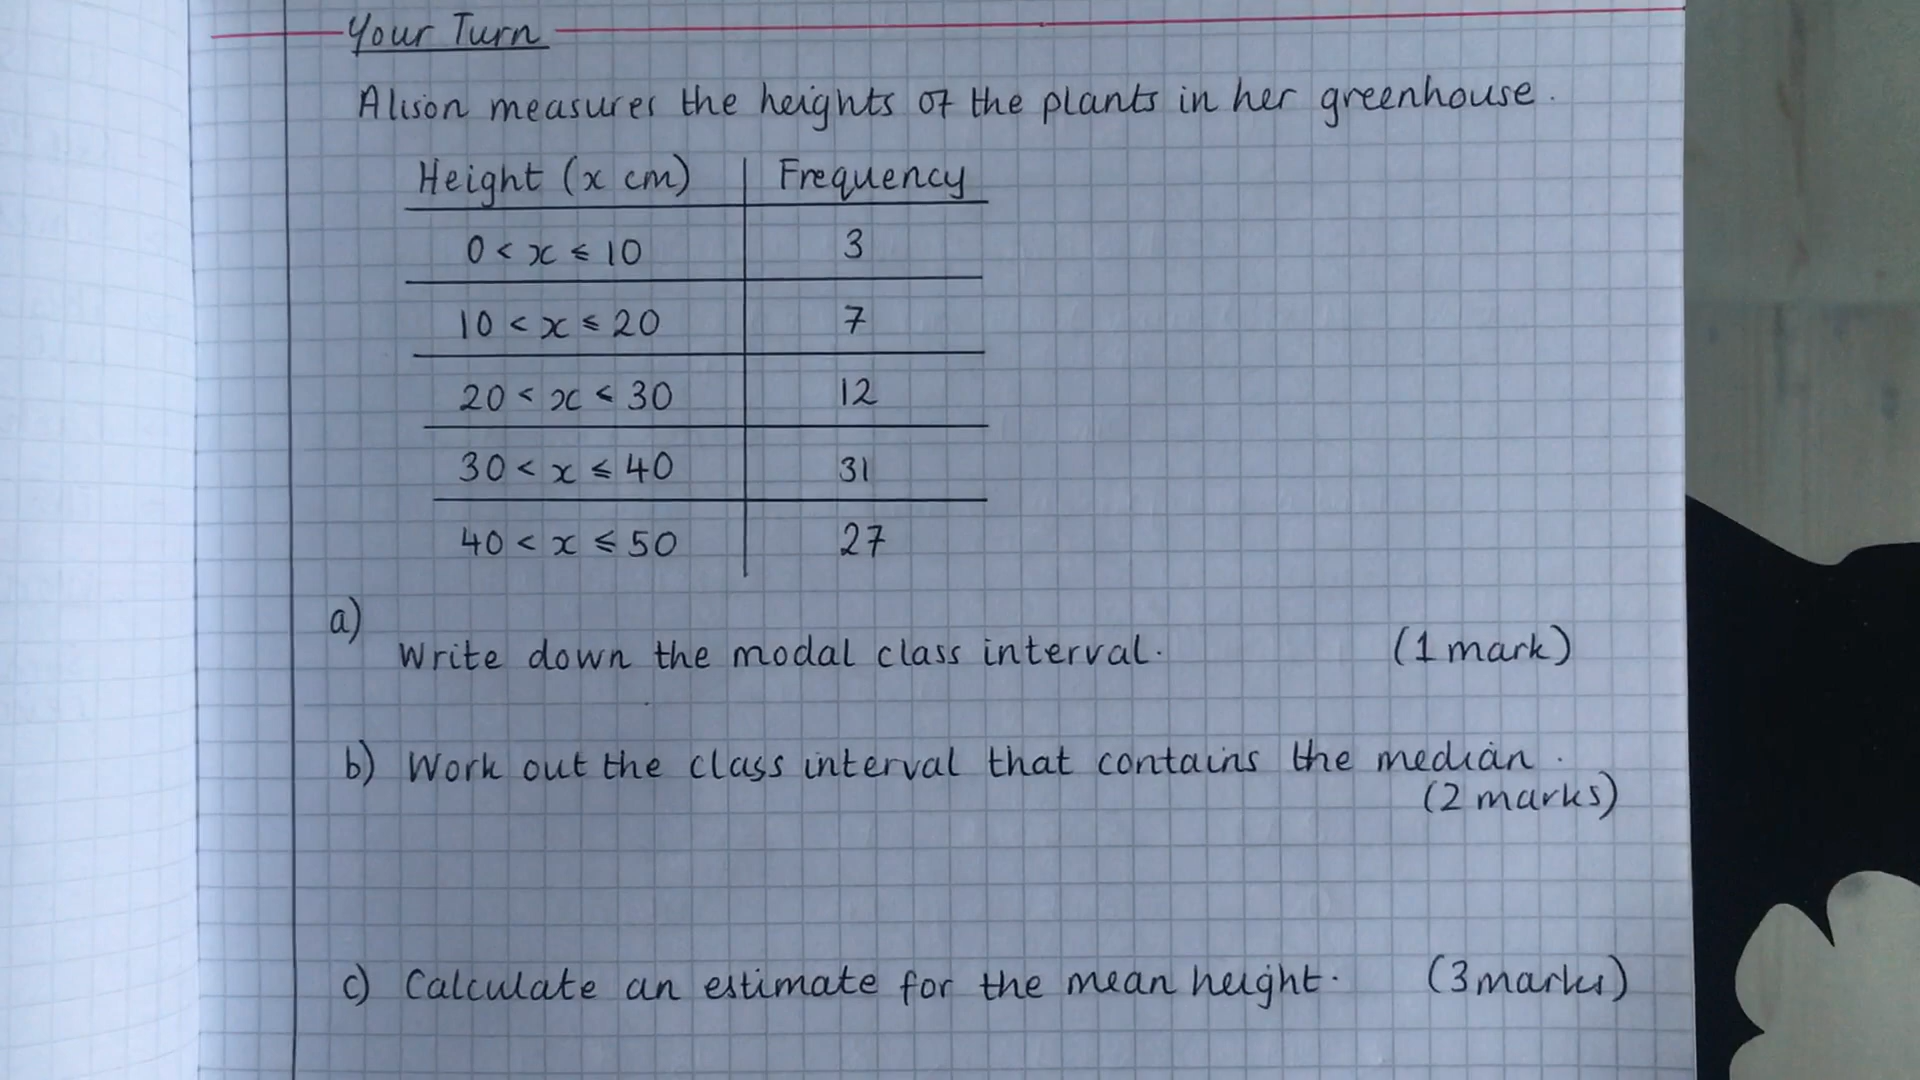 Your Turn
Alison measures the heights of the plants in her greenhouse.
Height (x cm) Frequency
0 < x ⩽ 10 3
10 < x ⩽ 20 7
20 < x < 30 12
30 < x ⩽ 40 31
40 < x ⩽ 50 27
a)
Write down the modal class interval. (1 mark)
b) Work out the class interval that contains the median.
(2 marks)
c) Calculate an estimate for the mean height. (3 marks)